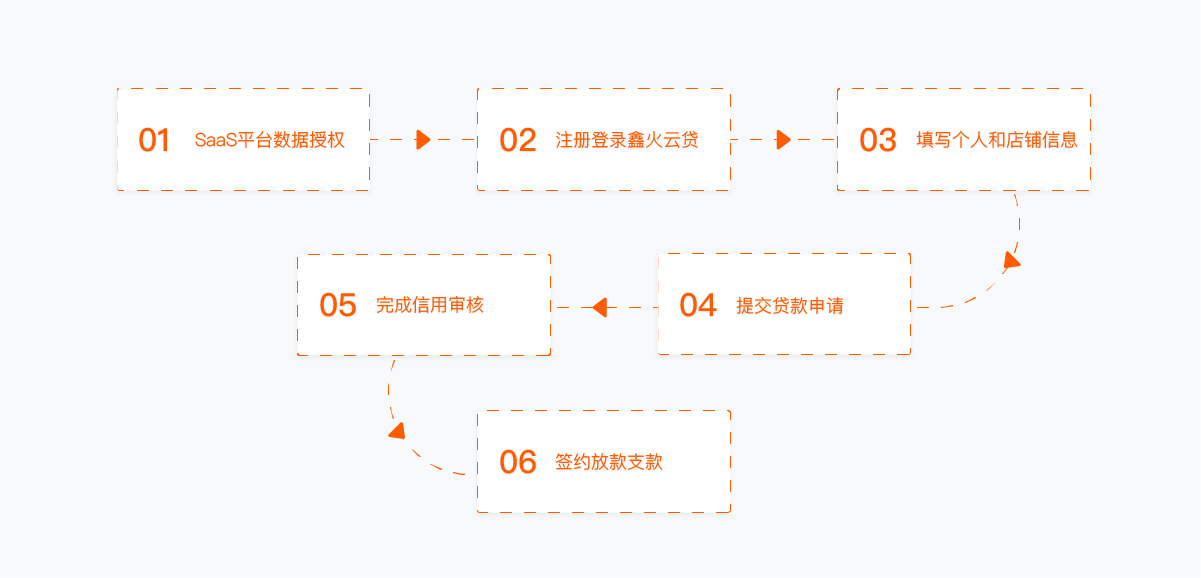 01 SaaS平台数据授权
02 注册登录鑫火云贷
03 填写个人和店铺信息
04 提交贷款申请
05 完成信用审核
06 签约放款支款